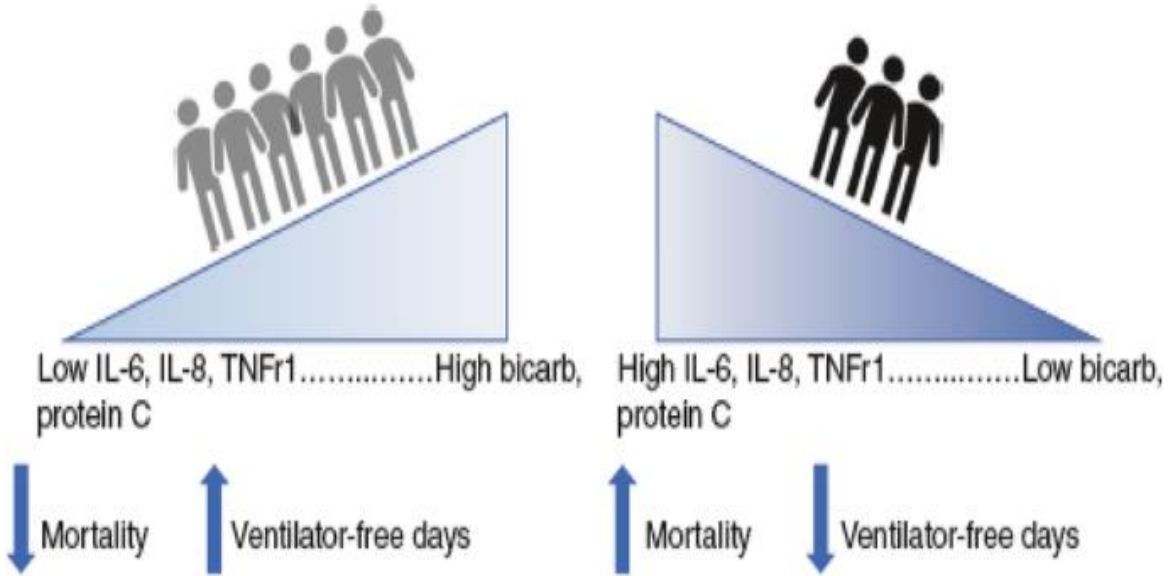 Low IL-6, IL-8, TNFr1..............High bicarb,
protein C
Mortality
Ventilator-free days
High IL-6, IL-8, TNFr1..............Low bicarb,
protein C
Mortality
Ventilator-free days